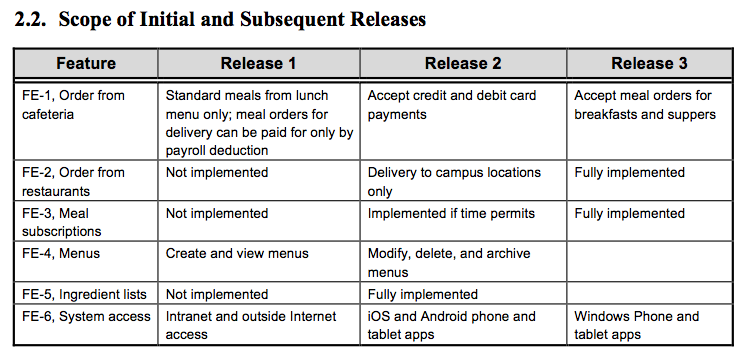 2.2. Scope of Initial and Subsequent Releases
Feature Release 1 Release 2 Release 3
FE-1, Order from cafeteria
Standard meals from lunch
menu only; meal orders for
delivery can be paid for only by
payroll deduction
Accept credit and debit card
payments
Accept meal orders for
breakfasts and suppers
FE-2, Order from
restaurants
Not implemented
Delivery to campus locations
only
Fully implemented
FE-3, Meal
subscriptions
Not implemented
Implemented if time permits
Fully implemented
FE-4, Menus
Create and view menus
Modify, delete, and archive
menus
FE-5, Ingredient lists
Not implemented
Fully implemented
FE-6, System access
Intranet and outside Internet
access
iOS and Android phone and
tablet apps
Windows Phone and
tablet apps